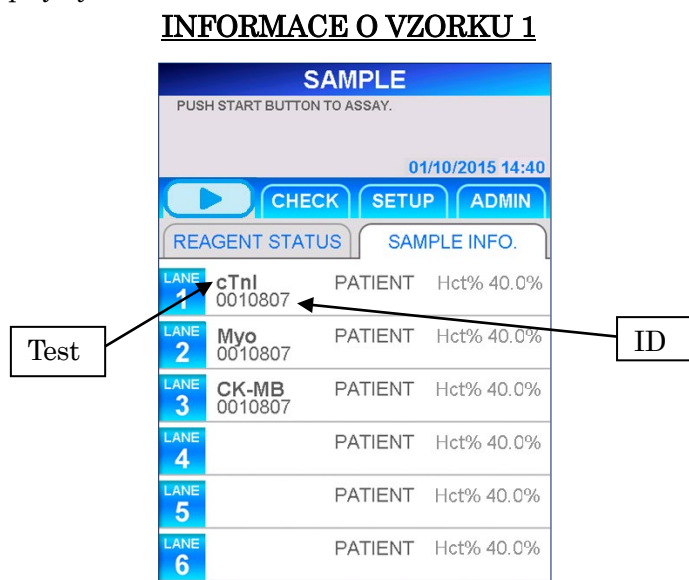 INFORMACE O VZORKU 1
SAMPLE
PUSH START BUTTON TO ASSAY.
01/10/2015 14:40
CHECK SETUP ADMIN
REAGENT STATUS SAMPLE INFO.
LANE 1 cTnI PATIENT Hct% 40.0%
0010807
Test
ID
LANE 2 Myo PATIENT Hct% 40.0%
0010807
LANE 3 CK-MB PATIENT Hct% 40.0%
0010807
LANE 4 PATIENT Hct% 40.0%
LANE 5 PATIENT Hct% 40.0%
LANE 6 PATIENT Hct% 40.0%